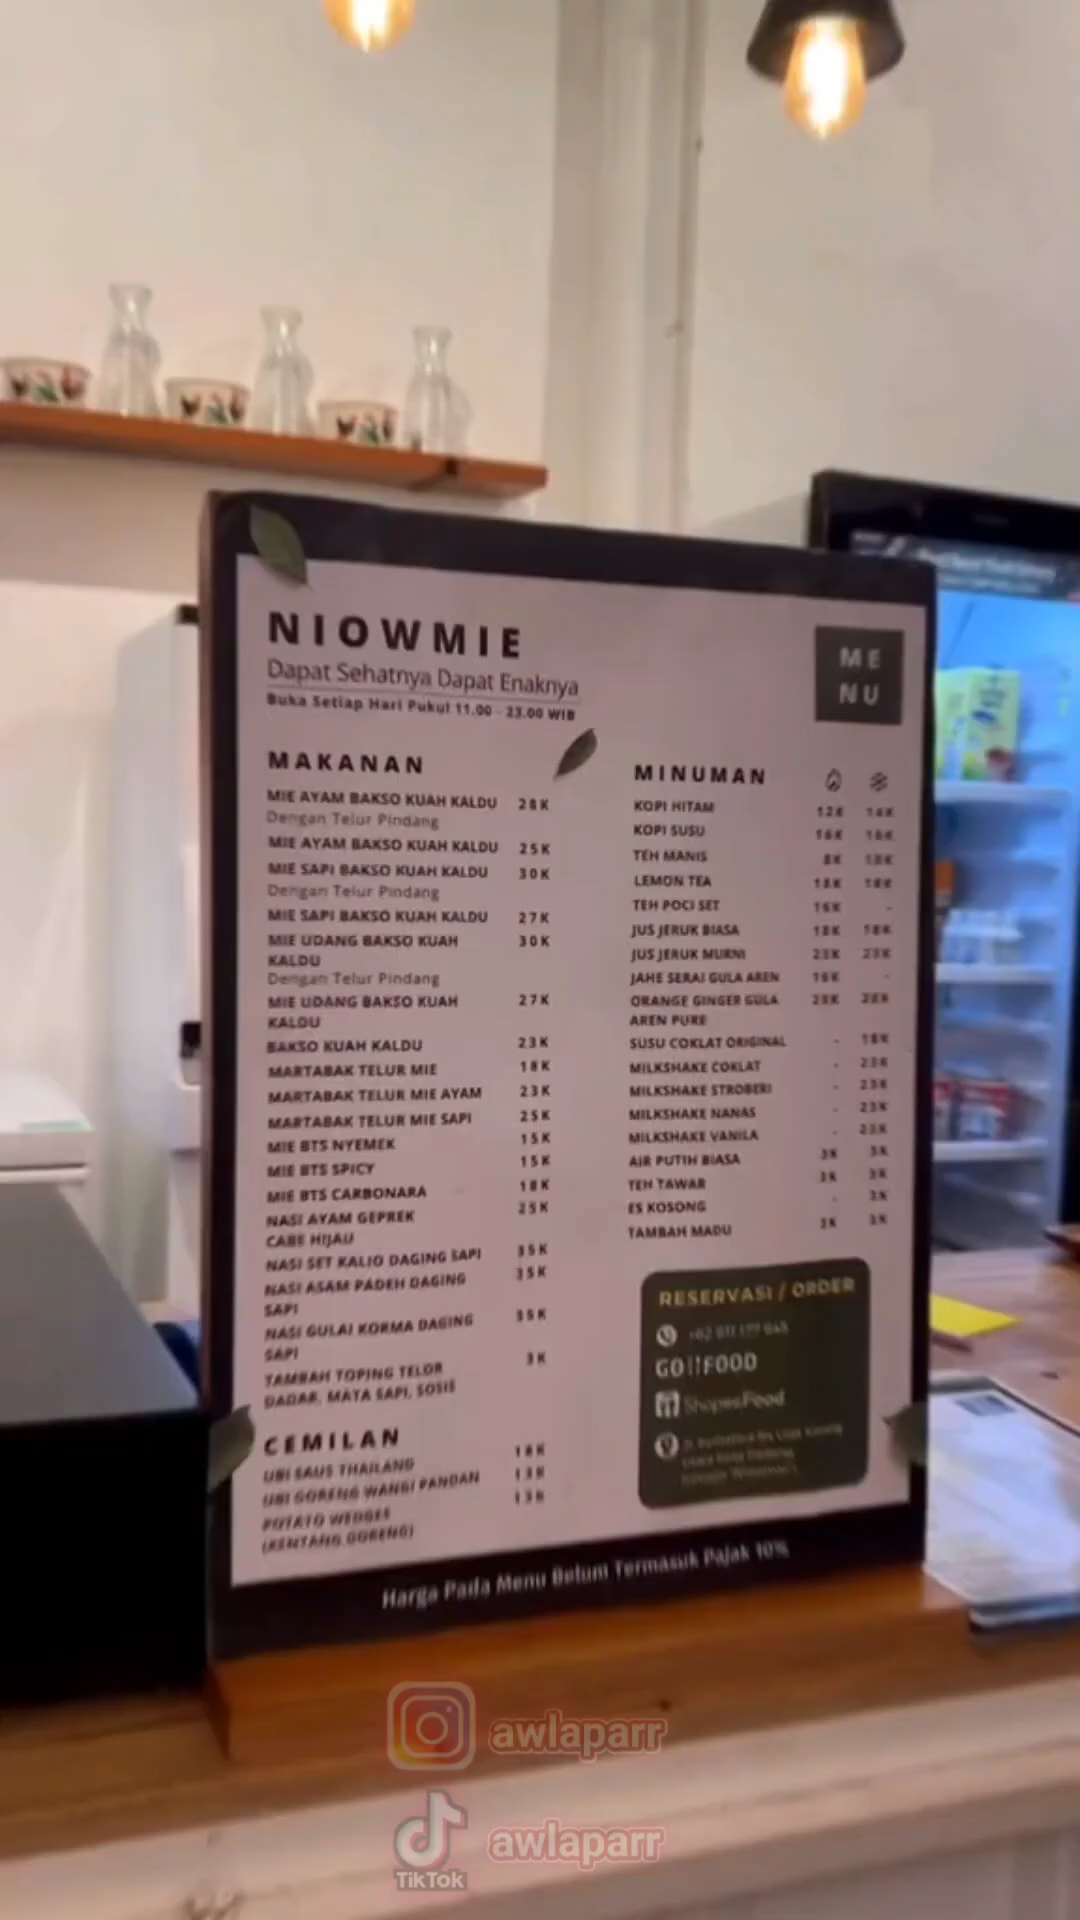 NIOWMIE
Dapat Sehatnya Dapat Enaknya
Buka Setiap Hari Pukul 11.00 - 23.00 WIB
ME
NU
MAKANAN
MIE AYAM BAKSO KUAH KALDU 28K
Dengan Telur Pindang
MIE AYAM BAKSO KUAH KALDU 25K
MIE SAPI BAKSO KUAH KALDU 30K
Dengan Telur Pindang
MIE SAPI BAKSO KUAH KALDU 27K
MIE UDANG BAKSO KUAH 30K
KALDU
Dengan Telur Pindang
MIE UDANG BAKSO KUAH 27K
KALDU
BAKSO KUAH KALDU 23K
MARTABAK TELUR MIE 18K
MARTABAK TELUR MIE AYAM 23K
MARTABAK TELUR MIE SAPI 25K
MIE BTS NYEMEK 15K
MIE BTS SPICY 15K
MIE BTS CARBONARA 18K
NASI AYAM GEPREK 25K
CABE HIJAU
NASI SET KALIO DAGING SAPI 35K
NASI ASAM PADEH DAGING 35K
SAPI
NASI GULAI KORMA DAGING 35K
SAPI
TAMBAH TOPING TELOR 3K
DADAR, MATA SAPI, SOSIS
CEMILAN
UBI SAUS THAILAND 18K
UBI GORENG WANGI PANDAN 13K
POTATO WEDGES 13K
(KENTANG GORENG)
MINUMAN
KOPI HITAM 12K 14K
KOPI SUSU 16K 16K
TEH MANIS 8K
LEMON TEA 18K 18K
TEH POCI SET 16K -
JUS JERUK BIASA 18K 18K
JUS JERUK MURNI 23K 23K
JAHE SERAI GULA AREN -
ORANGE GINGER GULA
AREN PURE
SUSU COKLAT ORIGINAL - 18K
MILKSHAKE COKLAT - 23K
MILKSHAKE STROBERI - 23K
MILKSHAKE NANAS - 23K
MILKSHAKE VANILA - 23K
AIR PUTIH BIASA 3K 3K
TEH TAWAR 3K 3K
ES KOSONG - 3K
TAMBAH MADU 3K 3K
RESERVASI / ORDER
GOFOOD
ShopeeFood
Harga Pada Menu Belum Termasuk Pajak 10%
awlaparr
awlaparr
TikTok